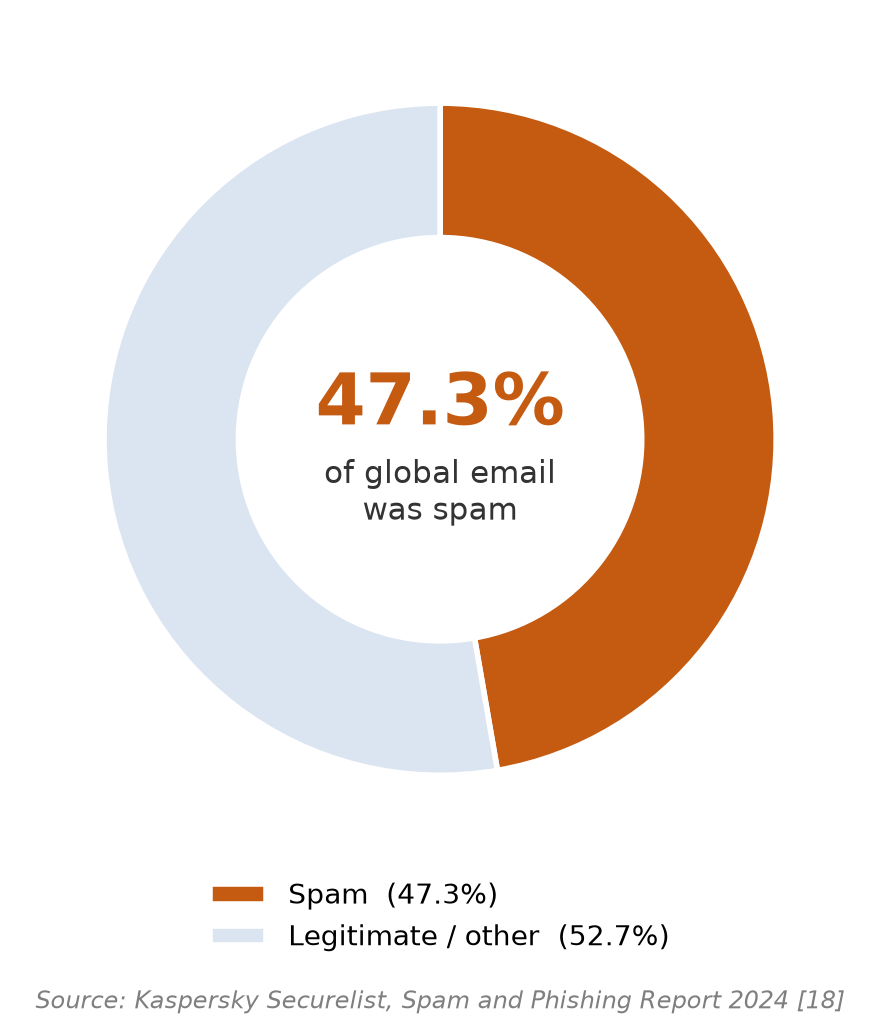 47.3%
of global email
was spam
Spam  (47.3%)
Legitimate / other  (52.7%)
Source: Kaspersky Securelist, Spam and Phishing Report 2024 [18]